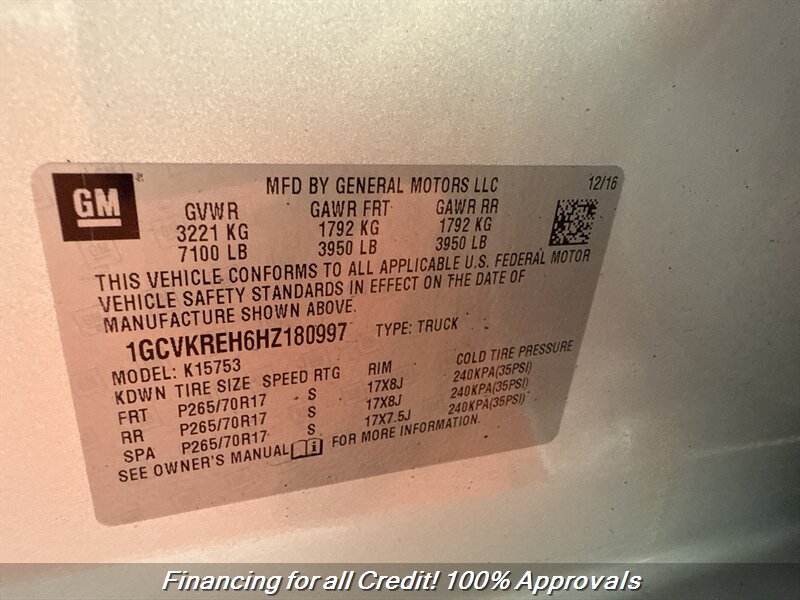 GM
MFD BY GENERAL MOTORS LLC 12/16
GVWR GAWR FRT GAWR RR
3221 KG 1792 KG 1792 KG
7100 LB 3950 LB 3950 LB
THIS VEHICLE CONFORMS TO ALL APPLICABLE U.S. FEDERAL MOTOR
VEHICLE SAFETY STANDARDS IN EFFECT ON THE DATE OF
MANUFACTURE SHOWN ABOVE.
1GCVKREH6HZ180997 TYPE: TRUCK
MODEL: K15753
KDWN TIRE SIZE SPEED RTG RIM COLD TIRE PRESSURE
FRT P265/70R17 S 17X8J 240KPA(35PSI)
RR P265/70R17 S 17X8J 240KPA(35PSI)
SPA P265/70R17 S 17X7.5J 240KPA(35PSI)
SEE OWNER'S MANUAL FOR MORE INFORMATION.
Financing for all Credit! 100% Approvals